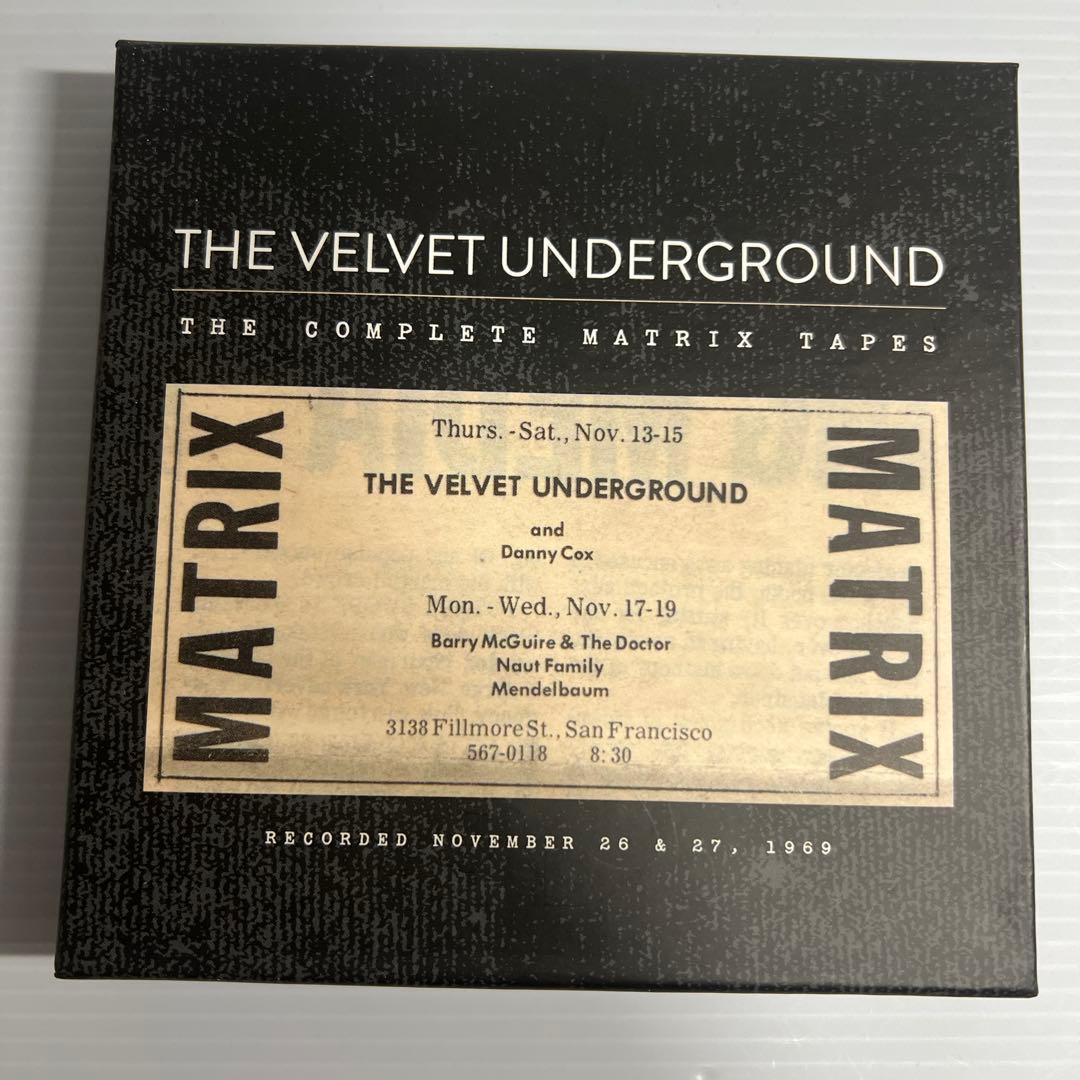 THE VELVET UNDERGROUND
THE COMPLETE MATRIX TAPES
MATRIX
Thurs. - Sat., Nov. 13-15
THE VELVET UNDERGROUND
and
Danny Cox
Mon. - Wed., Nov. 17-19
Barry McGuire & The Doctor
Naut Family
Mendelbaum
3138 Fillmore St., San Francisco
567-0118 8:30
MATRIX
RECORDED NOVEMBER 26 & 27, 1969